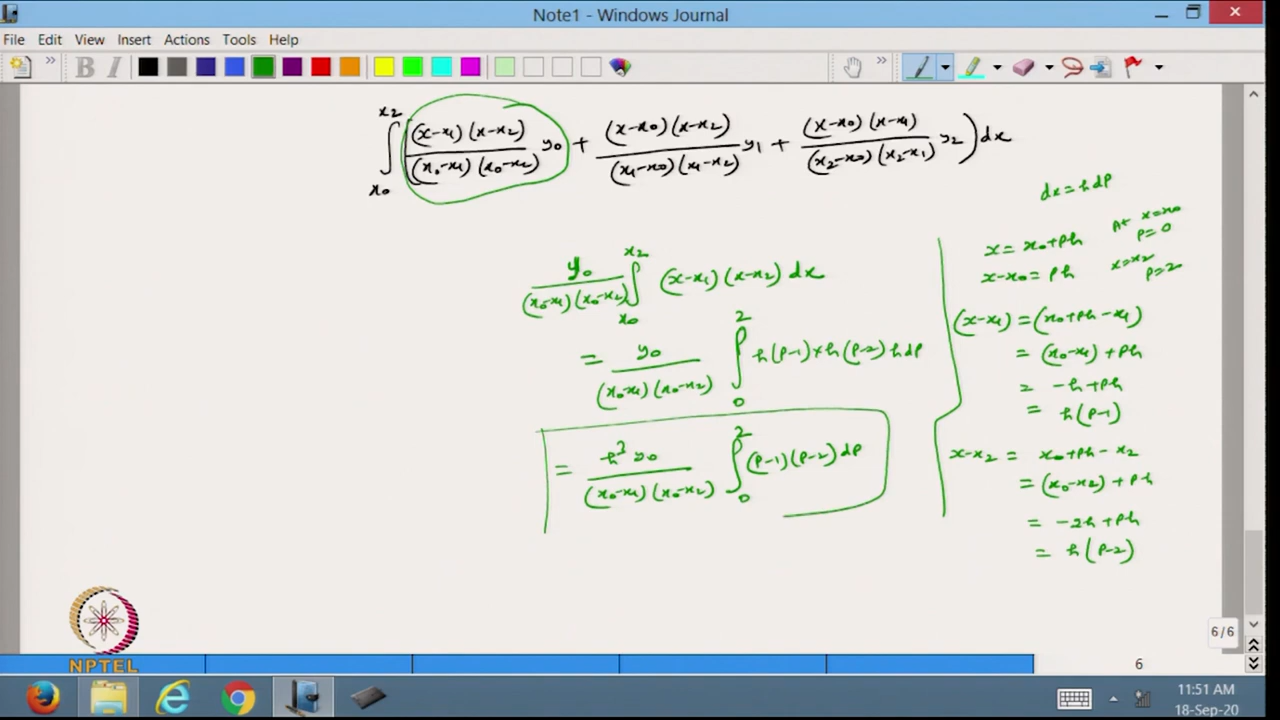 Note1 - Windows Journal
File Edit View Insert Actions Tools Help
∫_{x0}^{x2} [ (x-x1)(x-x2) / (x0-x1)(x0-x2) y0 + (x-x0)(x-x2) / (x1-x0)(x1-x2) y1 + (x-x0)(x-x1) / (x2-x0)(x2-x1) y2 ) dx
y0 / (x0-x1)(x0-x2) ∫_{x0}^{x2} (x-x1)(x-x2) dx
= y0 / (x0-x1)(x0-x2) ∫_0^2 h(p-1) × h(p-2) h dp
= h³ y0 / (x0-x1)(x0-x2) ∫_0^2 (p-1)(p-2) dp
dx = h dp
x = x0+ph
x-x0 = ph
At x=x0
p=0
x=x2
p=2
(x-x1) = (x0+ph-x1)
= (x0-x1)+ph
= -h+ph
= h(p-1)
x-x2 = x0+ph-x2
= (x0-x2)+ph
= -2h+ph
= h(p-2)
NPTEL
6/6
6
11:51 AM
18-Sep-20